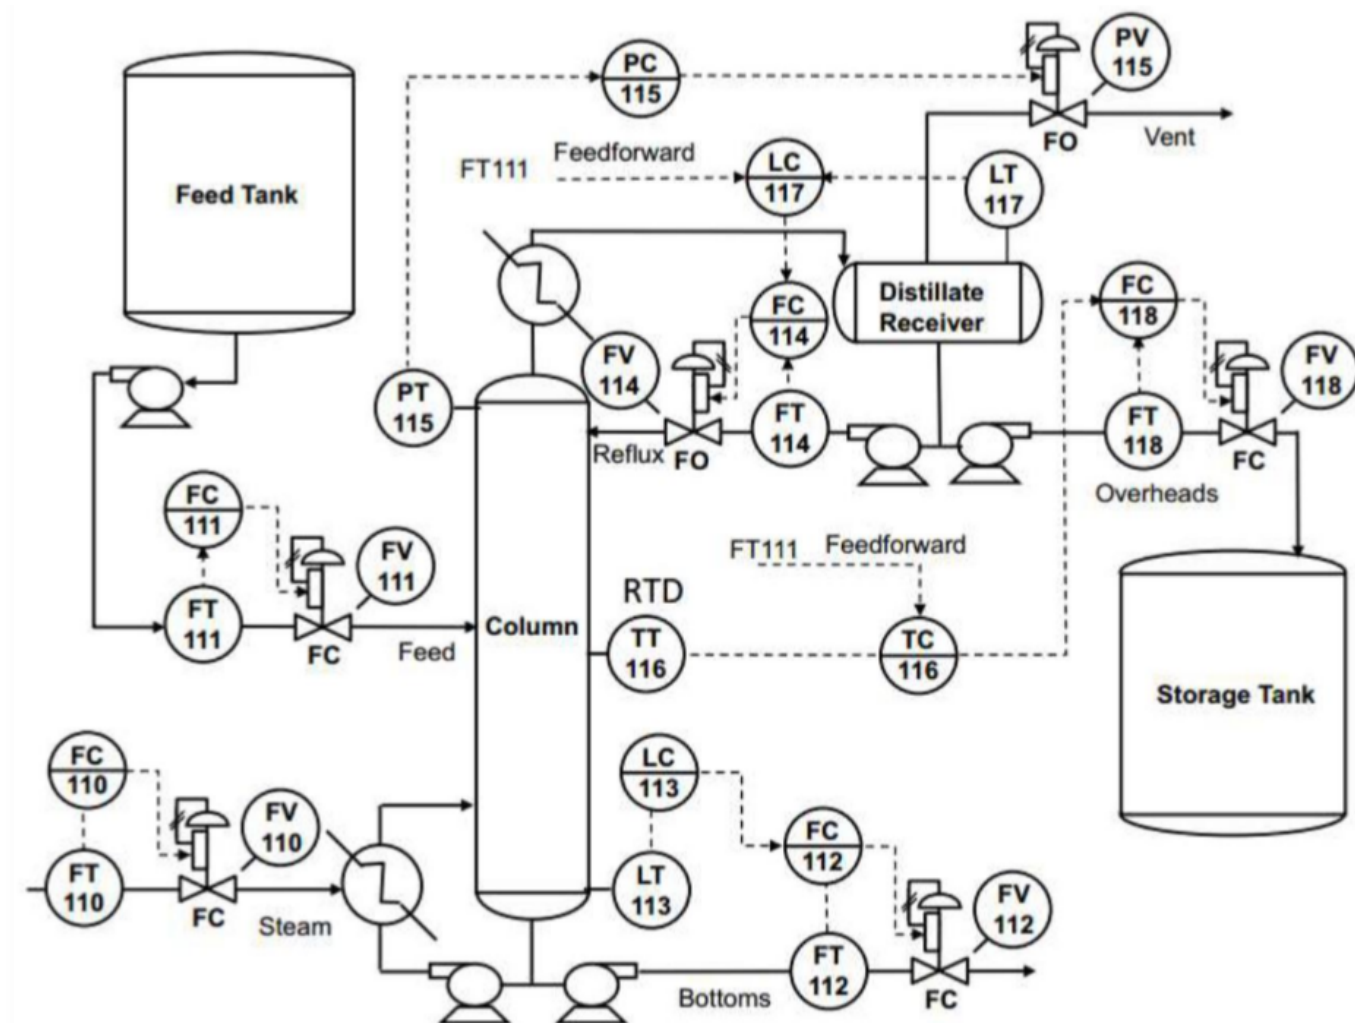 PV
115
PC
115
FO
Vent
Feedforward
FT111
LC
117
LT
117
Feed Tank
FC
118
Distillate
Receiver
FC
114
FV
114
FV
118
PT
115
FT
114
FT
118
Reflux
FO
FC
Overheads
FC
111
FT111
Feedforward
FV
111
RTD
FT
111
Column
TT
116
TC
116
FC
Feed
Storage Tank
FC
110
LC
113
FV
110
FC
112
FT
110
LT
113
FV
112
FC
Steam
FT
112
Bottoms
FC